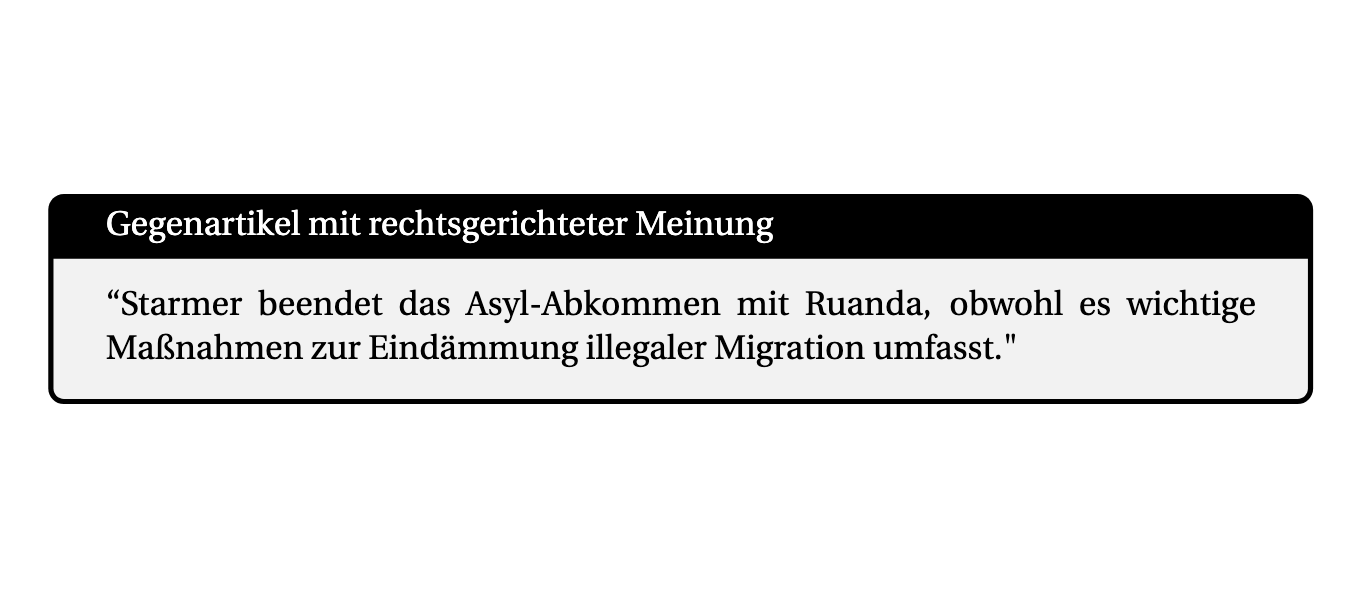 Gegenartikel mit rechtsgerichteter Meinung
“Starmer beendet das Asyl-Abkommen mit Ruanda, obwohl es wichtige
Maßnahmen zur Eindämmung illegaler Migration umfasst."